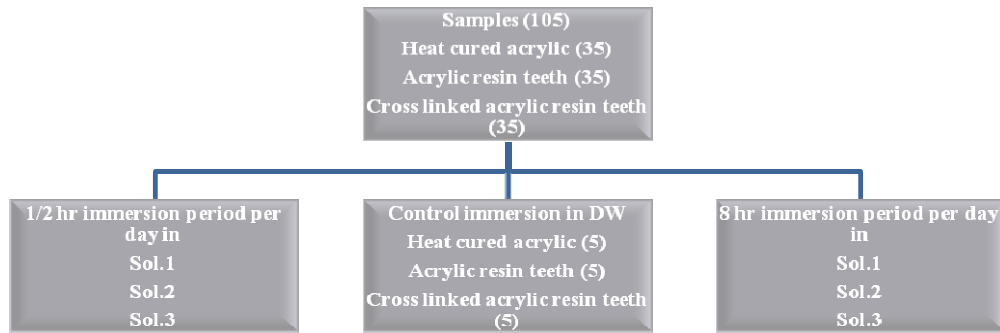 Samples (105)
Heat cured acrylic (35)
Acrylic resin teeth (35)
Cross linked acrylic resin teeth
(35)
1/2 hr immersion period per
day in
Sol.1
Sol.2
Sol.3
Control immersion in DW
Heat cured acrylic (5)
Acrylic resin teeth (5)
Cross linked acrylic resin teeth
(5)
8 hr immersion period per day
in
Sol.1
Sol.2
Sol.3